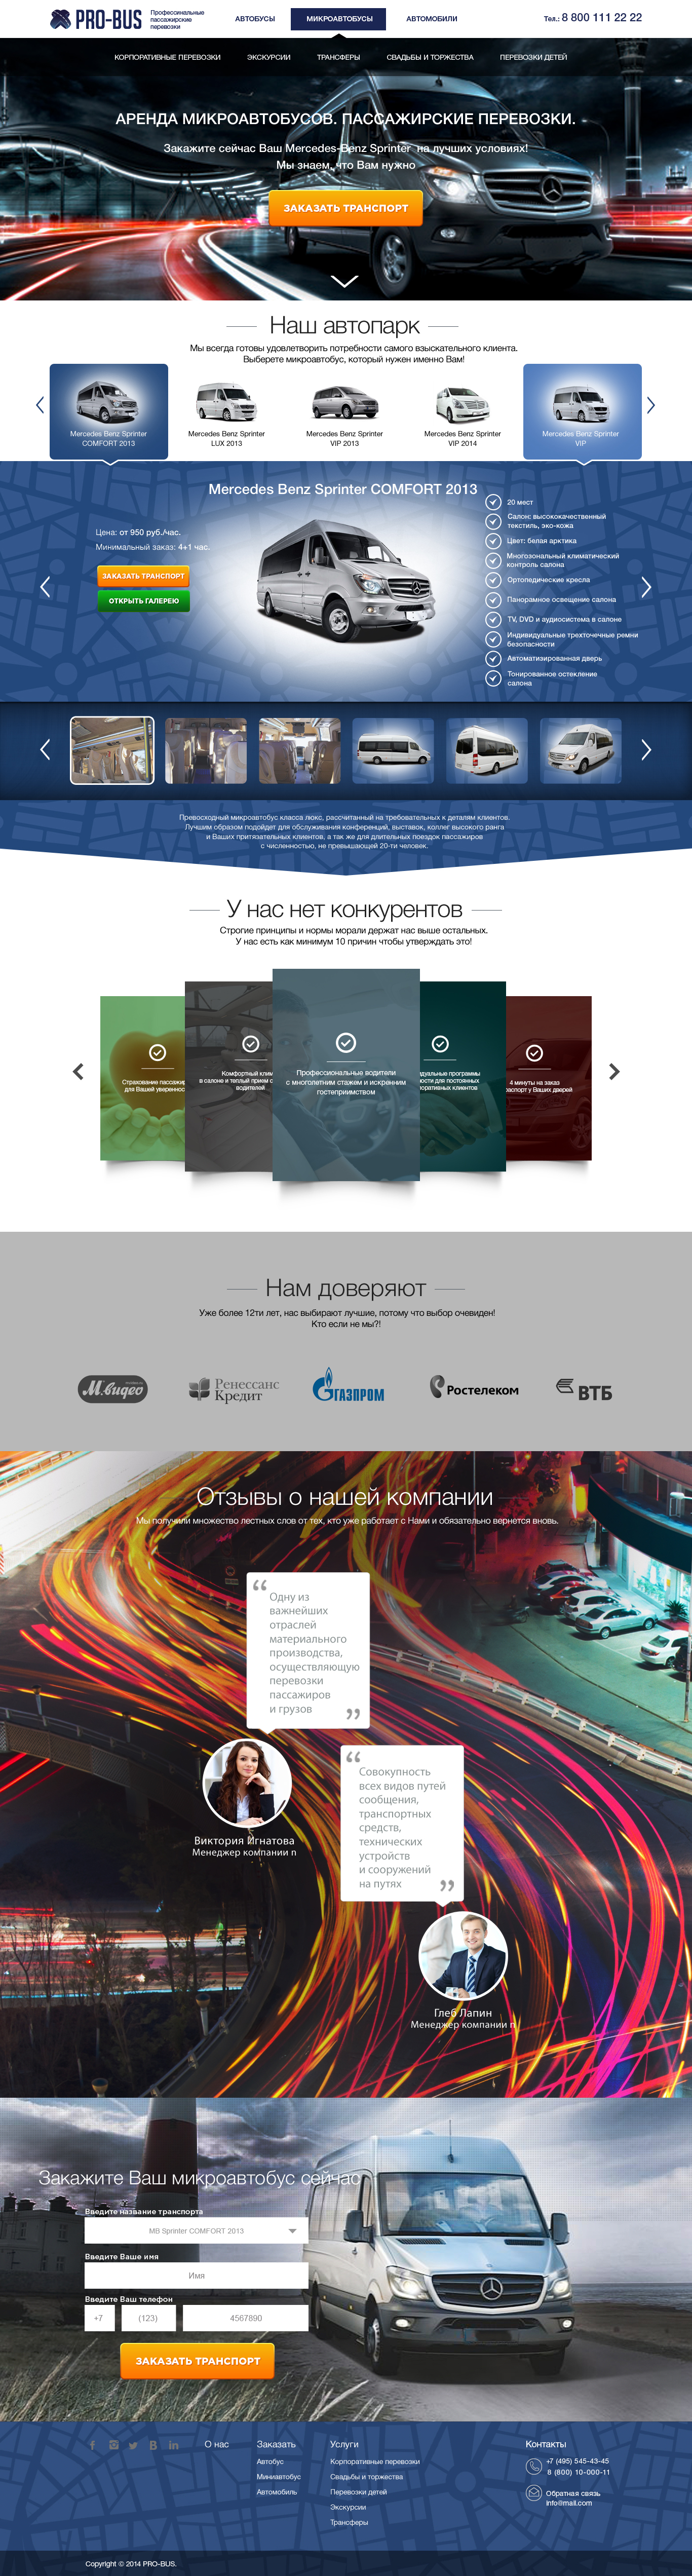 PRO-BUS
Профессиональные
пассажирские
перевозки
АВТОБУСЫ
МИКРОАВТОБУСЫ
АВТОМОБИЛИ
Тел.: 8 800 111 22 22
КОРПОРАТИВНЫЕ ПЕРЕВОЗКИ
ЭКСКУРСИИ
ТРАНСФЕРЫ
СВАДЬБЫ И ТОРЖЕСТВА
ПЕРЕВОЗКИ ДЕТЕЙ
АРЕНДА МИКРОАВТОБУСОВ. ПАССАЖИРСКИЕ ПЕРЕВОЗКИ.
Закажите сейчас Ваш Mercedes-Benz Sprinter на лучших условиях!
Мы знаем, что Вам нужно
ЗАКАЗАТЬ ТРАНСПОРТ
Наш автопарк
Мы всегда готовы удовлетворить потребности самого взыскательного клиента.
Выберете микроавтобус, который нужен именно Вам!
Mercedes Benz Sprinter
COMFORT 2013
Mercedes Benz Sprinter
LUX 2013
Mercedes Benz Sprinter
VIP 2013
Mercedes Benz Sprinter
VIP 2014
Mercedes Benz Sprinter
VIP
Mercedes Benz Sprinter COMFORT 2013
Цена: от 950 руб./час.
Минимальный заказ: 4+1 час.
ЗАКАЗАТЬ ТРАНСПОРТ
ОТКРЫТЬ ГАЛЕРЕЮ
20 мест
Салон: высококачественный
текстиль, эко-кожа
Цвет: белая арктика
Многозональный климатический
контроль салона
Ортопедические кресла
Панорамное освещение салона
TV, DVD и аудиосистема в салоне
Индивидуальные трехточечные ремни
безопасности
Автоматизированная дверь
Тонированное остекление
салона
Превосходный микроавтобус класса люкс, рассчитанный на требовательных к деталям клиентов.
Лучшим образом подойдет для обслуживания конференций, выставок, коллег высокого ранга
и Ваших притязательных клиентов, а так же для длительных поездок пассажиров
с численностью, не превышающей 20-ти человек.
У нас нет конкурентов
Строгие принципы и нормы морали держат нас выше остальных.
У нас есть как минимум 10 причин чтобы утверждать это!
Страхование пассажир
для Вашей увереннос
Комфортный клим
в салоне и теплый прием с
водителей
Профессиональные водители
с многолетним стажем и искренним
гостеприимством
идуальные программы
ности для постоянных
поративных клиентов
4 минуты на заказ
анспорт у Ваших дверей
Нам доверяют
Уже более 12ти лет, нас выбирают лучшие, потому что выбор очевиден!
Кто если не мы?!
М.видео
Ренессанс
Кредит
ГАЗПРОМ
Ростелеком
ВТБ
Отзывы о нашей компании
Мы получили множество лестных слов от тех, кто уже работает с Нами и обязательно вернется вновь.
“ Одну из
важнейших
отраслей
материального
производства,
осуществляющую
перевозки
пассажиров
и грузов ”
Виктория Игнатова
Менеджер компании n
“ Совокупность
всех видов путей
сообщения,
транспортных
средств,
технических
устройств
и сооружений
на путях ”
Глеб Лапин
Менеджер компании n
Закажите Ваш микроавтобус сейчас
Введите название транспорта
MB Sprinter COMFORT 2013
Введите Ваше имя
Имя
Введите Ваш телефон
+7
(123)
4567890
ЗАКАЗАТЬ ТРАНСПОРТ
О нас
Заказать
Автобус
Миниавтобус
Автомобиль
Услуги
Корпоративные перевозки
Свадьбы и торжества
Перевозки детей
Экскурсии
Трансферы
Контакты
+7 (495) 545-43-45
8 (800) 10-000-11
Обратная связь
info@mail.com
Copyright © 2014 PRO-BUS.